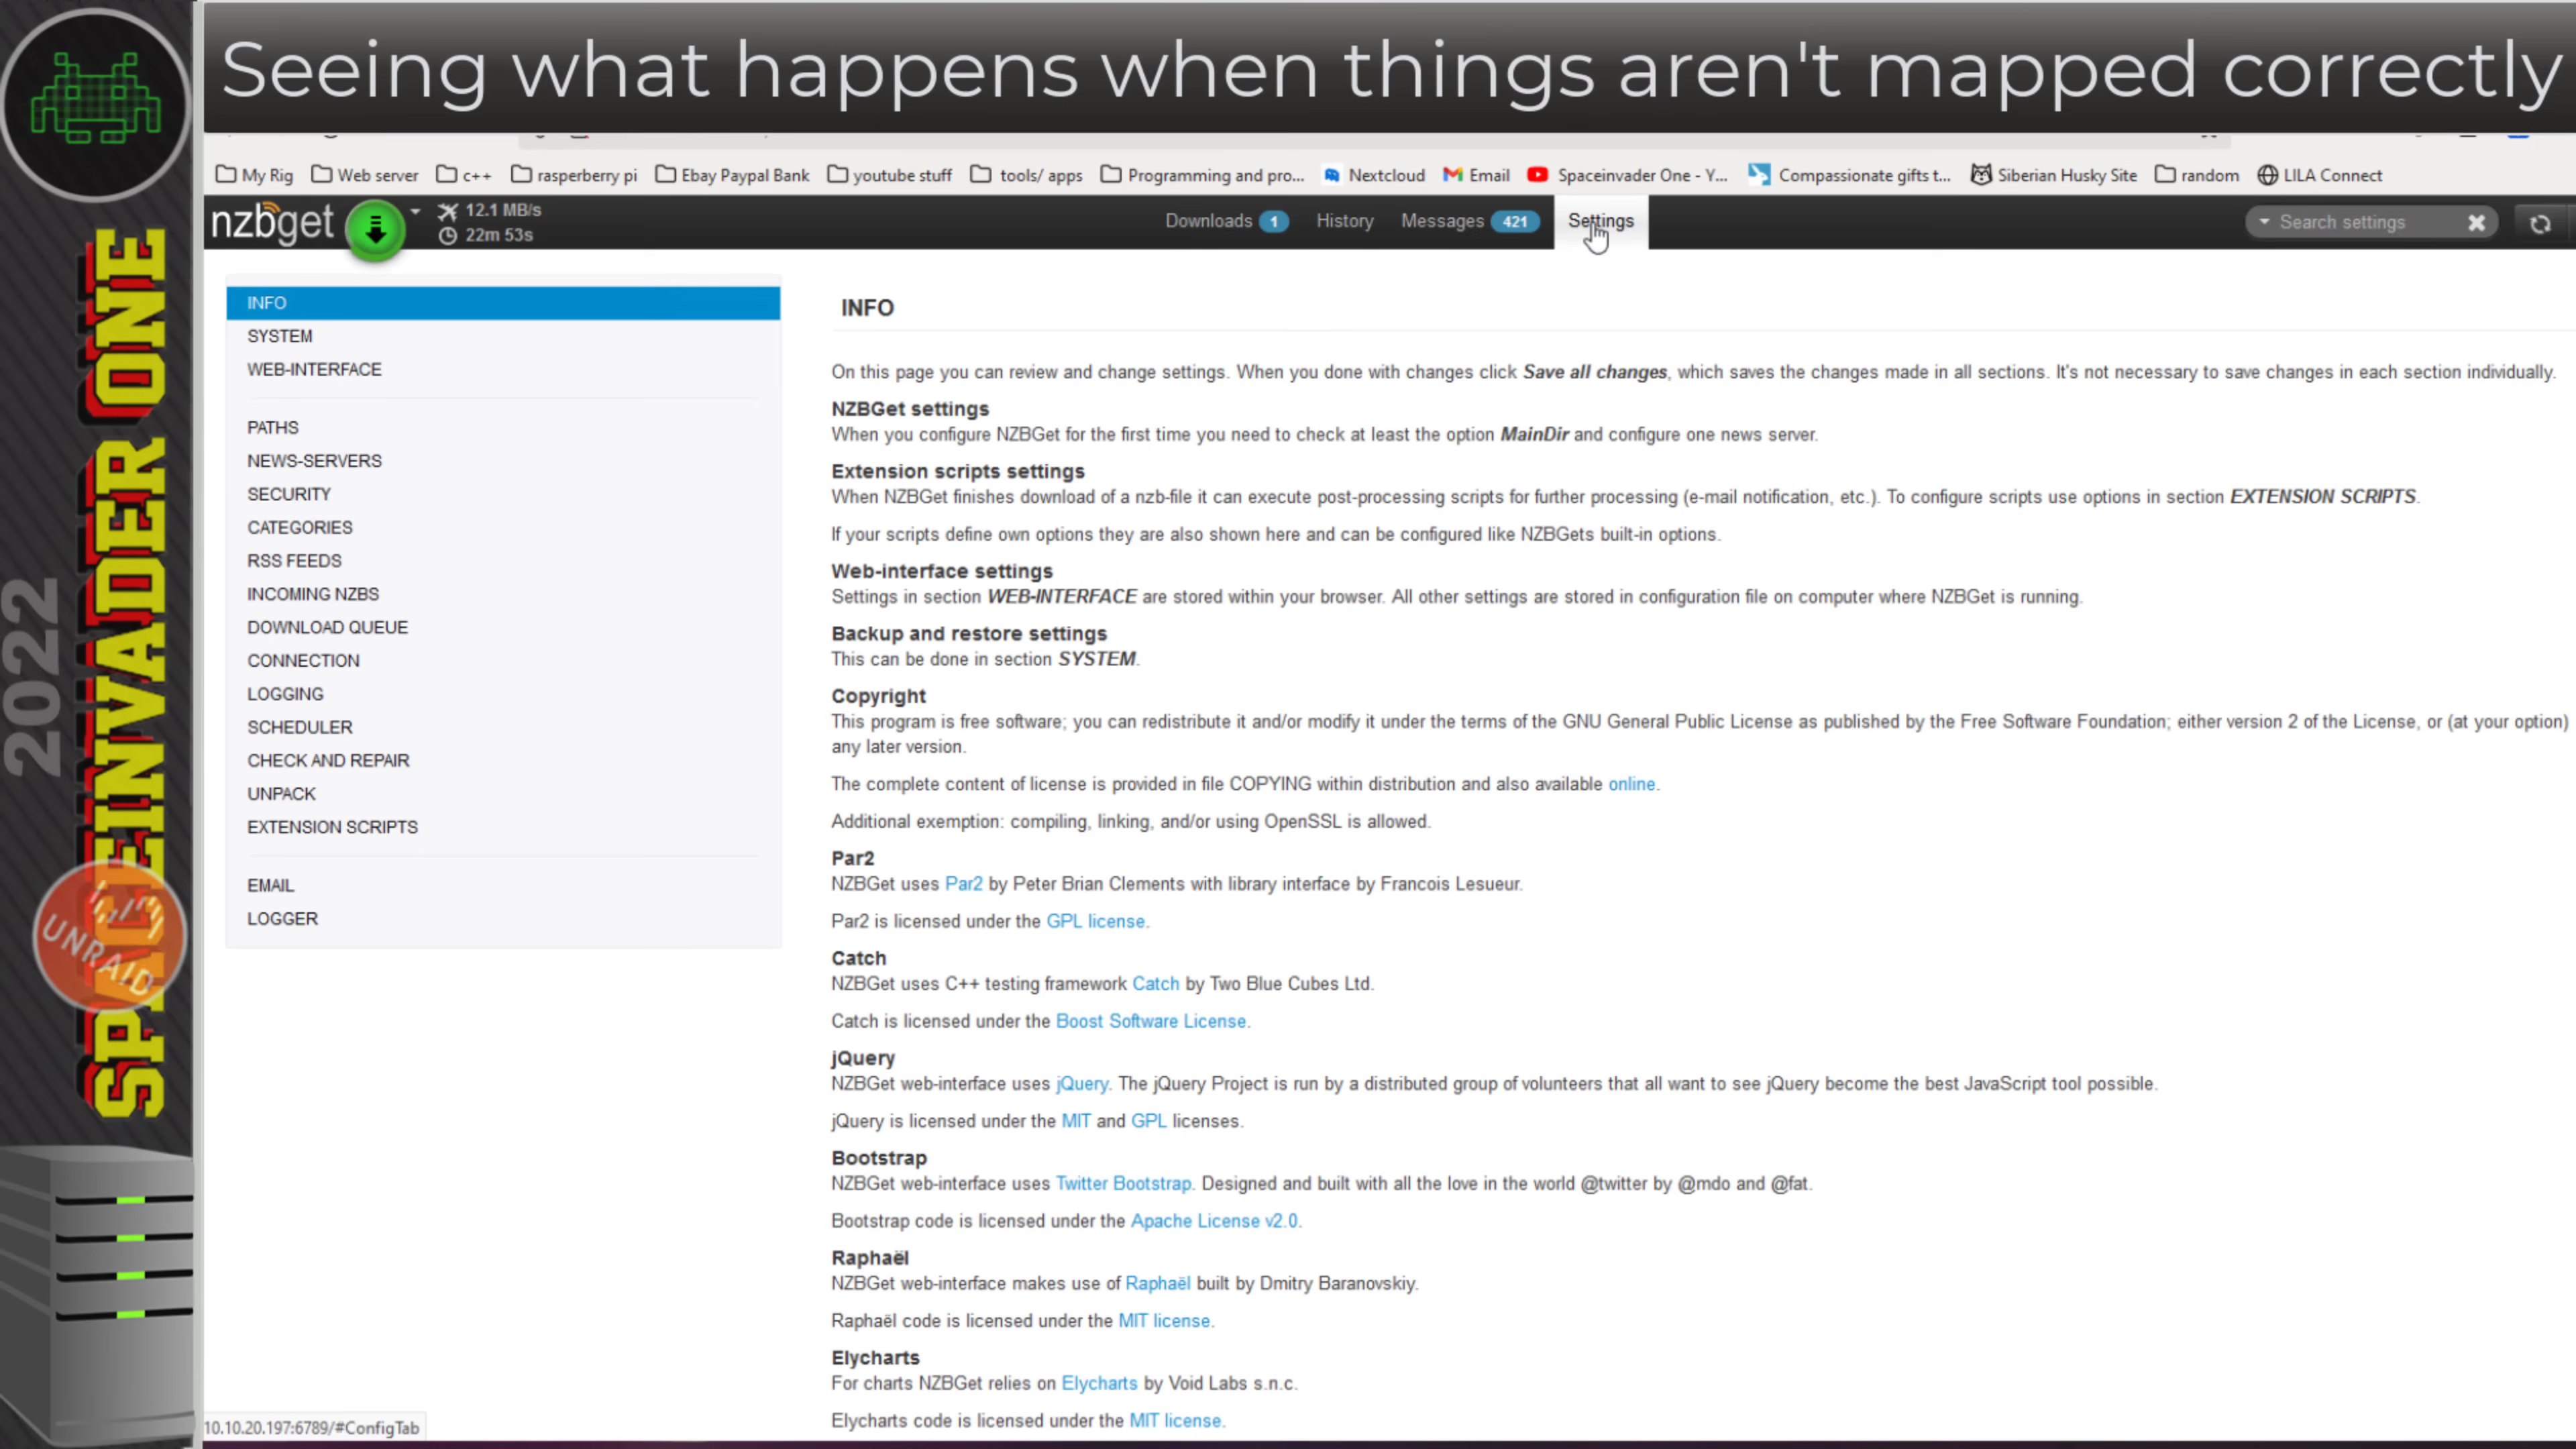 Seeing what happens when things aren't mapped correctly
My Rig Web server c++ rasperberry pi Ebay Paypal Bank youtube stuff tools/ apps Programming and pro... Nextcloud Email Spaceinvader One - Y... Compassionate gifts t... Siberian Husky Site random LILA Connect
nzbget 12.1 MB/s
22m 53s
Downloads 1 History Messages 421 Settings Search settings
INFO
SYSTEM
WEB-INTERFACE
PATHS
NEWS-SERVERS
SECURITY
CATEGORIES
RSS FEEDS
INCOMING NZBS
DOWNLOAD QUEUE
CONNECTION
LOGGING
SCHEDULER
CHECK AND REPAIR
UNPACK
EXTENSION SCRIPTS
EMAIL
LOGGER
INFO
On this page you can review and change settings. When you done with changes click Save all changes, which saves the changes made in all sections. It's not necessary to save changes in each section individually.
NZBGet settings
When you configure NZBGet for the first time you need to check at least the option MainDir and configure one news server.
Extension scripts settings
When NZBGet finishes download of a nzb-file it can execute post-processing scripts for further processing (e-mail notification, etc.). To configure scripts use options in section EXTENSION SCRIPTS.
If your scripts define own options they are also shown here and can be configured like NZBGets built-in options.
Web-interface settings
Settings in section WEB-INTERFACE are stored within your browser. All other settings are stored in configuration file on computer where NZBGet is running.
Backup and restore settings
This can be done in section SYSTEM.
Copyright
This program is free software; you can redistribute it and/or modify it under the terms of the GNU General Public License as published by the Free Software Foundation; either version 2 of the License, or (at your option)
any later version.
The complete content of license is provided in file COPYING within distribution and also available online.
Additional exemption: compiling, linking, and/or using OpenSSL is allowed.
Par2
NZBGet uses Par2 by Peter Brian Clements with library interface by Francois Lesueur.
Par2 is licensed under the GPL license.
Catch
NZBGet uses C++ testing framework Catch by Two Blue Cubes Ltd.
Catch is licensed under the Boost Software License.
jQuery
NZBGet web-interface uses jQuery. The jQuery Project is run by a distributed group of volunteers that all want to see jQuery become the best JavaScript tool possible.
jQuery is licensed under the MIT and GPL licenses.
Bootstrap
NZBGet web-interface uses Twitter Bootstrap. Designed and built with all the love in the world @twitter by @mdo and @fat.
Bootstrap code is licensed under the Apache License v2.0.
Raphaël
NZBGet web-interface makes use of Raphaël built by Dmitry Baranovskiy.
Raphaël code is licensed under the MIT license.
Elycharts
For charts NZBGet relies on Elycharts by Void Labs s.n.c.
Elycharts code is licensed under the MIT license.
10.10.20.197:6789/#ConfigTab
2022
SPACEINVADER ONE
UNRAID